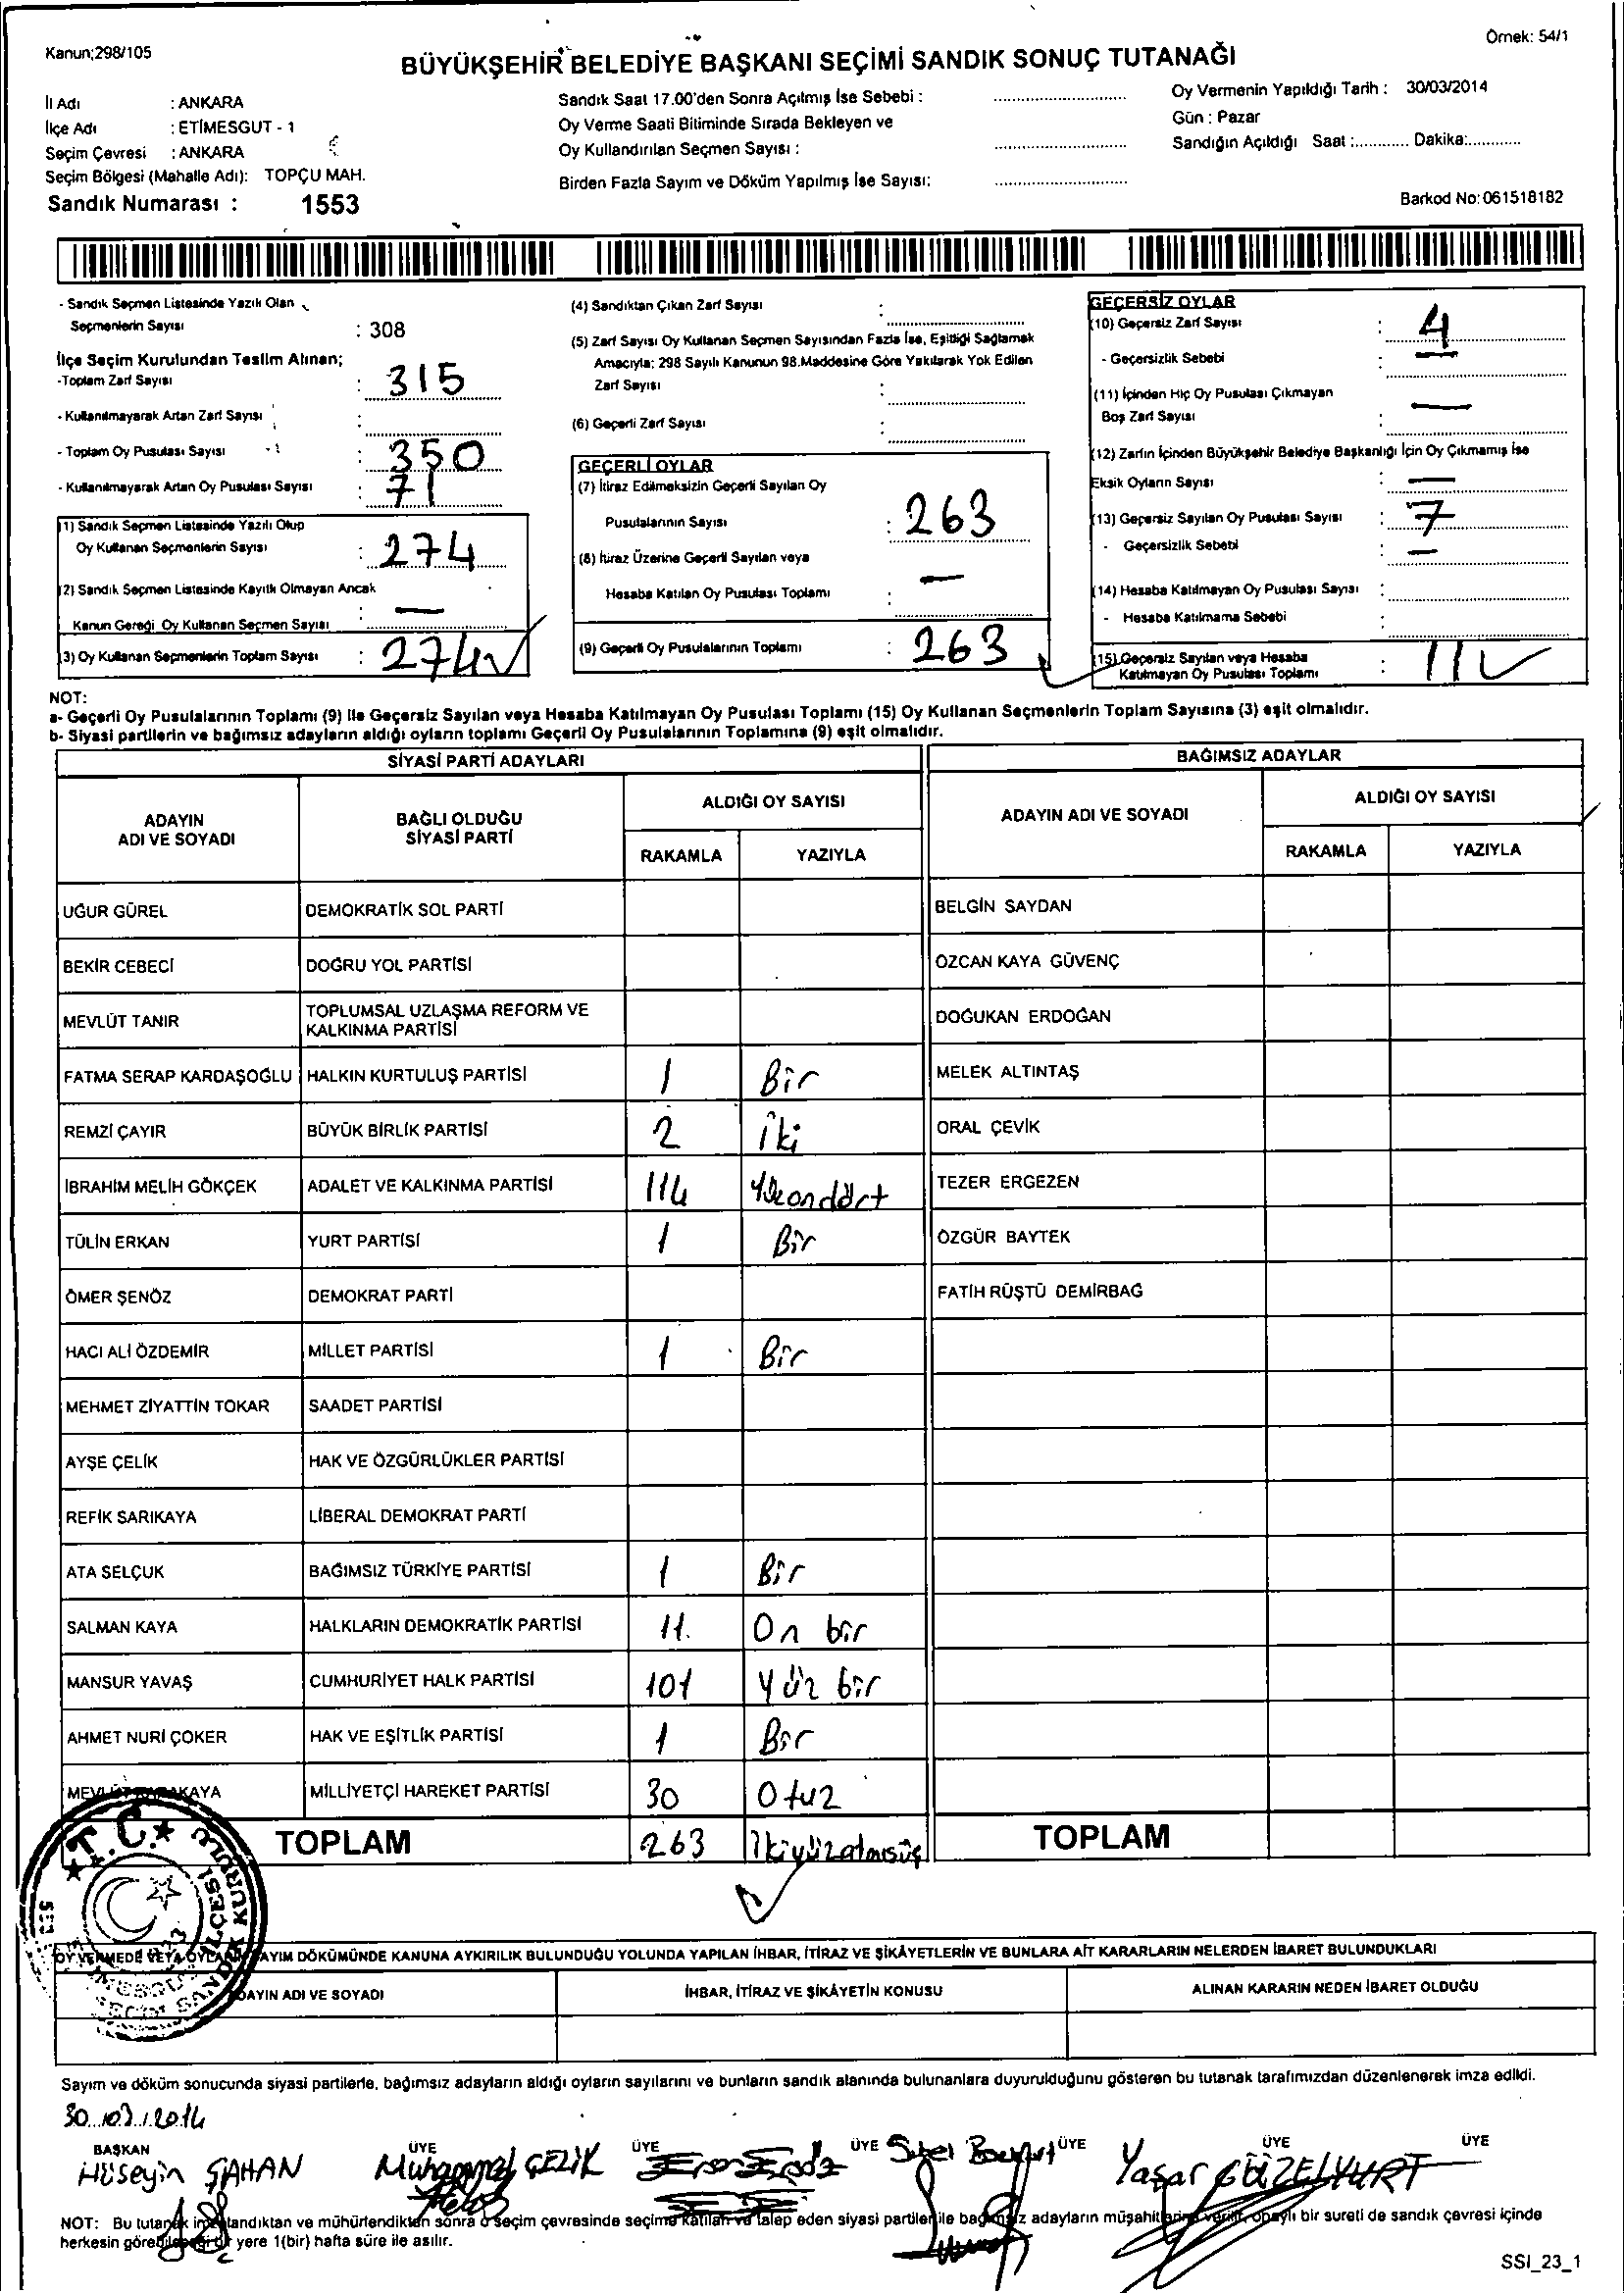 Kanun;298/105
Örnek: 54/1
BÜYÜKŞEHİR BELEDİYE BAŞKANI SEÇİMİ SANDIK SONUÇ TUTANAĞI
İl Adı : ANKARA
İlçe Adı : ETİMESGUT - 1
Seçim Çevresi : ANKARA
Seçim Bölgesi (Mahalle Adı): TOPÇU MAH.
Sandık Numarası : 1553
Sandık Saat 17.00'den Sonra Açılmış İse Sebebi :
Oy Verme Saati Bitiminde Sırada Bekleyen ve
Oy Kullandırılan Seçmen Sayısı :
Birden Fazla Sayım ve Döküm Yapılmış İse Sayısı:
Oy Vermenin Yapıldığı Tarih : 30/03/2014
Gün : Pazar
Sandığın Açıldığı Saat :............ Dakika:............
Barkod No:061518182
- Sandık Seçmen Listesinde Yazılı Olan
Seçmenlerin Sayısı : 308
İlçe Seçim Kurulundan Teslim Alınan;
-Toplam Zarf Sayısı : 315
- Kullanılmayarak Artan Zarf Sayısı :
- Toplam Oy Pusulası Sayısı : 350
- Kullanılmayarak Artan Oy Pusulası Sayısı : 71
(1) Sandık Seçmen Listesinde Yazılı Olup
Oy Kullanan Seçmenlerin Sayısı : 274
(2) Sandık Seçmen Listesinde Kayıtlı Olmayan Ancak
Kanun Gereği Oy Kullanan Seçmen Sayısı : —
(3) Oy Kullanan Seçmenlerin Toplam Sayısı : 274
(4) Sandıktan Çıkan Zarf Sayısı :
(5) Zarf Sayısı Oy Kullanan Seçmen Sayısından Fazla İse, Eşitliği Sağlamak
Amacıyla; 298 Sayılı Kanunun 98.Maddesine Göre Yakılarak Yok Edilen
Zarf Sayısı :
(6) Geçerli Zarf Sayısı :
GEÇERLİ OYLAR
(7) İtiraz Edilmeksizin Geçerli Sayılan Oy
Pusulalarının Sayısı : 263
(8) İtiraz Üzerine Geçerli Sayılan veya
Hesaba Katılan Oy Pusulası Toplamı : —
(9) Geçerli Oy Pusulalarının Toplamı : 263
GEÇERSİZ OYLAR
(10) Geçersiz Zarf Sayısı : 4
- Geçersizlik Sebebi : —
(11) İçinden Hiç Oy Pusulası Çıkmayan
Boş Zarf Sayısı : —
(12) Zarfın İçinden Büyükşehir Belediye Başkanlığı İçin Oy Çıkmamış İse
Eksik Oyların Sayısı : —
(13) Geçersiz Sayılan Oy Pusulası Sayısı : 7
- Geçersizlik Sebebi : —
(14) Hesaba Katılmayan Oy Pusulası Sayısı :
- Hesaba Katılmama Sebebi :
(15) Geçersiz Sayılan veya Hesaba
Katılmayan Oy Pusulası Toplamı : 11
NOT:
a- Geçerli Oy Pusulalarının Toplamı (9) ile Geçersiz Sayılan veya Hesaba Katılmayan Oy Pusulası Toplamı (15) Oy Kullanan Seçmenlerin Toplam Sayısına (3) eşit olmalıdır.
b- Siyasi partilerin ve bağımsız adayların aldığı oyların toplamı Geçerli Oy Pusulalarının Toplamına (9) eşit olmalıdır.
SİYASİ PARTİ ADAYLARI
BAĞIMSIZ ADAYLAR
ADAYIN ADI VE SOYADI
BAĞLI OLDUĞU SİYASİ PARTİ
ALDIĞI OY SAYISI
RAKAMLA YAZIYLA
ADAYIN ADI VE SOYADI
ALDIĞI OY SAYISI
RAKAMLA YAZIYLA
UĞUR GÜREL DEMOKRATİK SOL PARTİ BELGİN SAYDAN
BEKİR CEBECİ DOĞRU YOL PARTİSİ ÖZCAN KAYA GÜVENÇ
MEVLÜT TANIR TOPLUMSAL UZLAŞMA REFORM VE KALKINMA PARTİSİ DOĞUKAN ERDOĞAN
FATMA SERAP KARDAŞOĞLU HALKIN KURTULUŞ PARTİSİ 1 Bir MELEK ALTINTAŞ
REMZİ ÇAYIR BÜYÜK BİRLİK PARTİSİ 2 iki ORAL ÇEVİK
İBRAHİM MELİH GÖKÇEK ADALET VE KALKINMA PARTİSİ 114 Yüzondört TEZER ERGEZEN
TÜLİN ERKAN YURT PARTİSİ 1 Bir ÖZGÜR BAYTEK
ÖMER ŞENÖZ DEMOKRAT PARTİ FATİH RÜŞTÜ DEMİRBAĞ
HACI ALİ ÖZDEMİR MİLLET PARTİSİ 1 Bir
MEHMET ZİYATTİN TOKAR SAADET PARTİSİ
AYŞE ÇELİK HAK VE ÖZGÜRLÜKLER PARTİSİ
REFİK SARIKAYA LİBERAL DEMOKRAT PARTİ
ATA SELÇUK BAĞIMSIZ TÜRKİYE PARTİSİ 1 Bir
SALMAN KAYA HALKLARIN DEMOKRATİK PARTİSİ 11. On bir
MANSUR YAVAŞ CUMHURİYET HALK PARTİSİ 101 Yüz bir
AHMET NURİ ÇOKER HAK VE EŞİTLİK PARTİSİ 1 Bir
MEVLÜT KARAKAYA MİLLİYETÇİ HAREKET PARTİSİ 30 Otuz
TOPLAM 263 İkiyüzatmışüç TOPLAM
T.C.
OY VERMEDE VEYA OYLARIN SAYIM DÖKÜMÜNDE KANUNA AYKIRILIK BULUNDUĞU YOLUNDA YAPILAN İHBAR, İTİRAZ VE ŞİKÂYETLERİN VE BUNLARA AİT KARARLARIN NELERDEN İBARET BULUNDUKLARI
ADAYIN ADI VE SOYADI
İHBAR, İTİRAZ VE ŞİKÂYETİN KONUSU
ALINAN KARARIN NEDEN İBARET OLDUĞU
Sayım ve döküm sonucunda siyasi partilerle, bağımsız adayların aldığı oyların sayılarını ve bunların sandık alanında bulunanlara duyurulduğunu gösteren bu tutanak tarafımızdan düzenlenerek imza edildi.
30../03../.2014
BAŞKAN ÜYE ÜYE ÜYE ÜYE ÜYE ÜYE
Hüseyin ŞAHAN ÇELİK Yaşar GÜZELYURT
NOT: Bu tutanak imzalandıktan ve mühürlendikten sonra o seçim çevresinde seçime katılan ve talep eden siyasi partiler ile bağımsız adayların müşahitlerine verilir, onaylı bir sureti de sandık çevresi içinde
herkesin görebileceği bir yere 1(bir) hafta süre ile asılır.
SSI_23_1